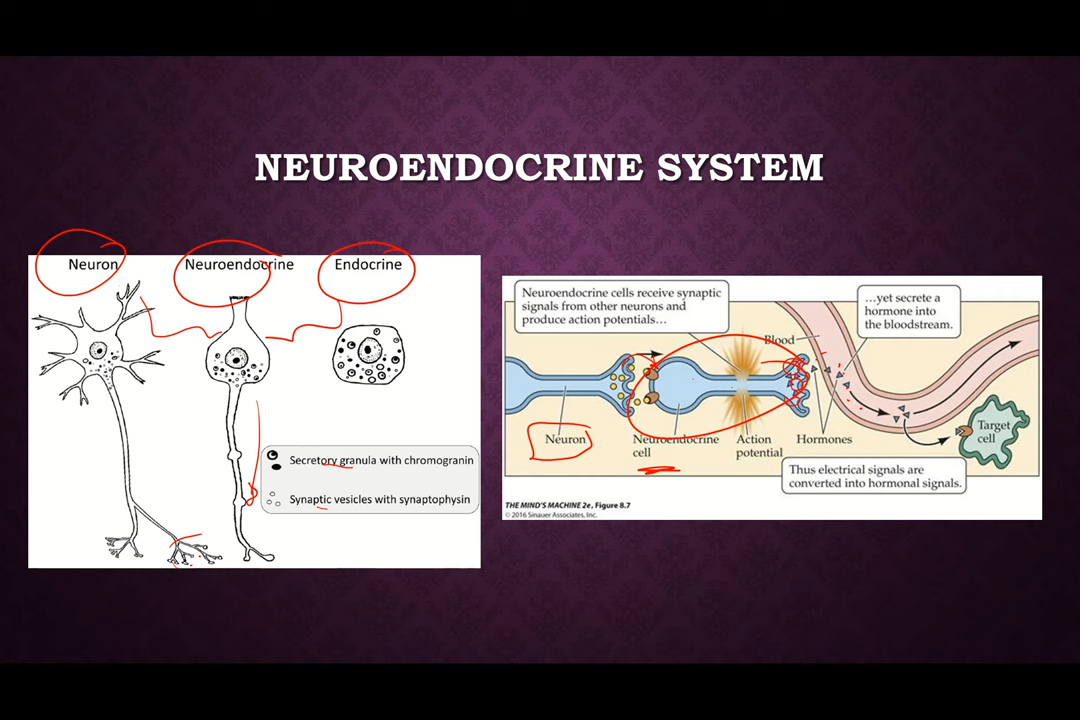 NEUROENDOCRINE SYSTEM
Neuron
Neuroendocrine
Endocrine
Secretory granula with chromogranin
Synaptic vesicles with synaptophysin
Neuroendocrine cells receive synaptic
signals from other neurons and
produce action potentials…
Blood
…yet secrete a
hormone into
the bloodstream.
Neuron
Neuroendocrine
cell
Action
potential
Hormones
Target
cell
Thus electrical signals are
converted into hormonal signals.
THE MIND'S MACHINE 2e, Figure 8.7
© 2016 Sinauer Associates, Inc.